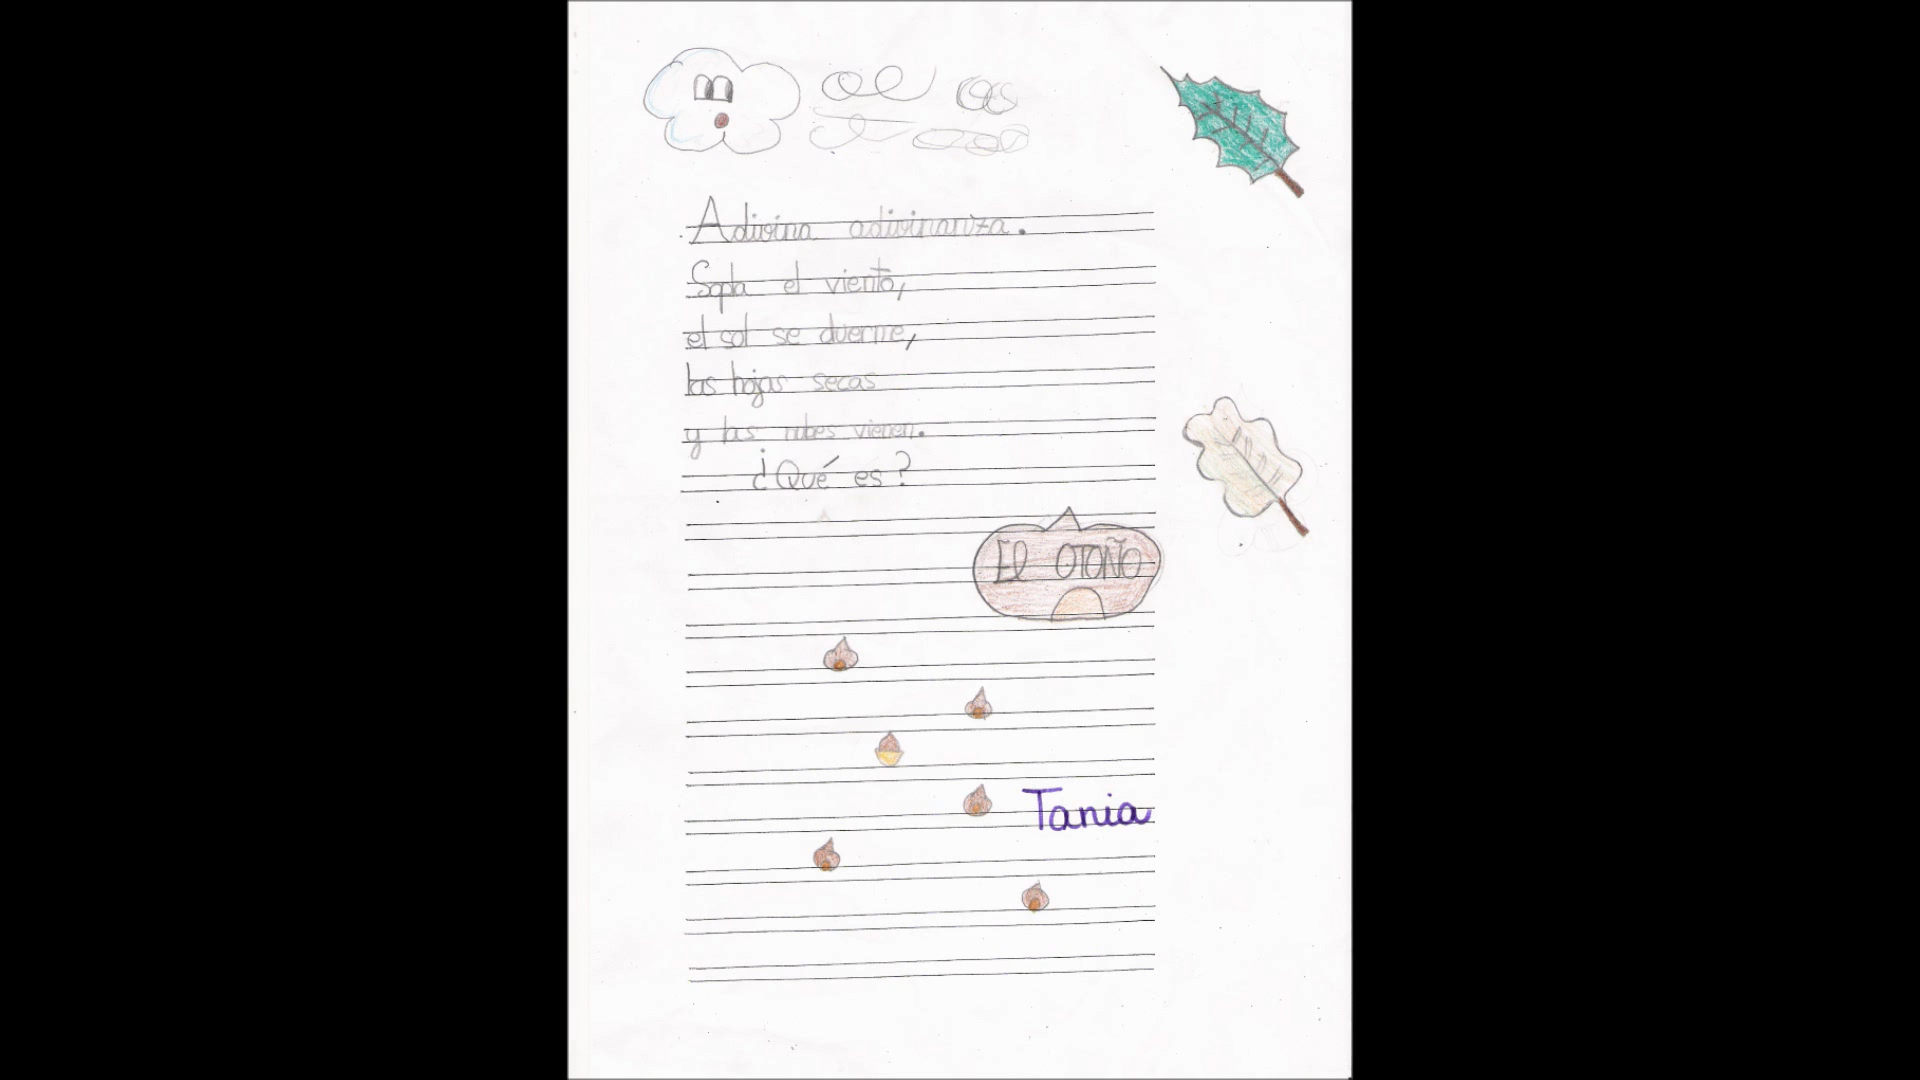 Adivina adivinanza.
Sopla el viento,
el sol se duerme,
las hojas secas
y las nubes vienen.
¿Qué es?
El OTOÑO
Tania